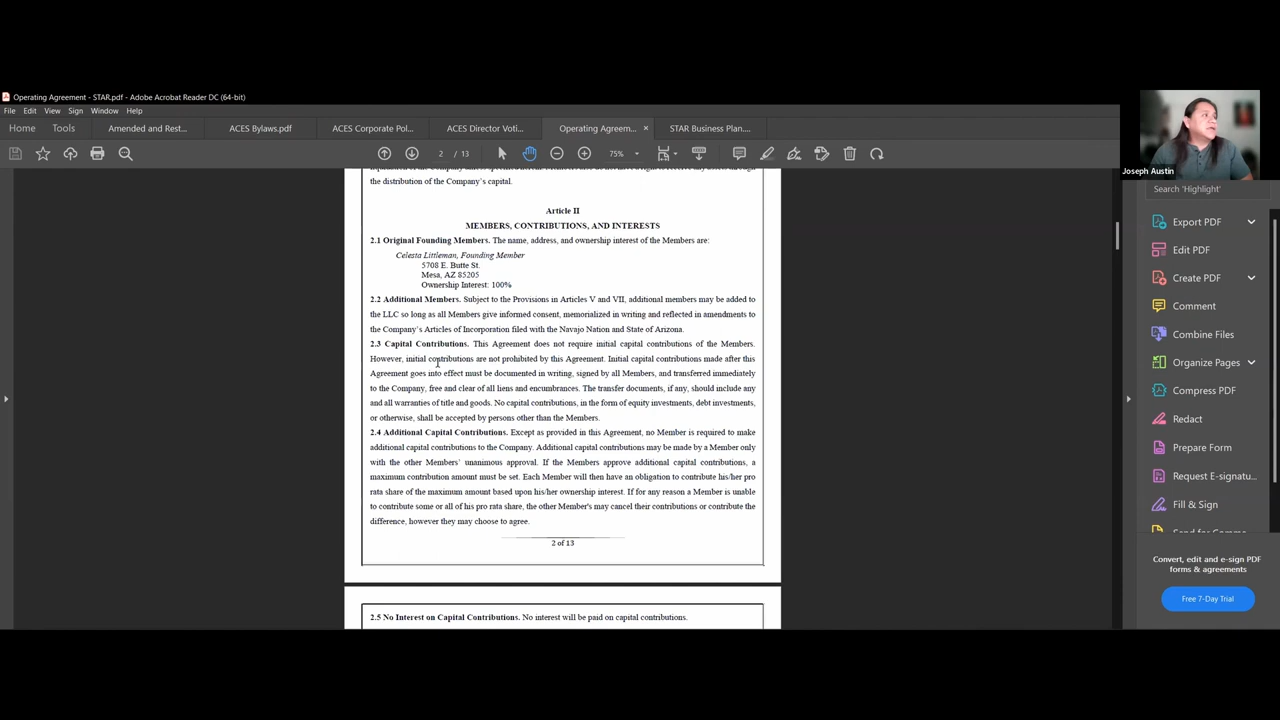 Operating Agreement - STAR.pdf - Adobe Acrobat Reader DC (64-bit)
File Edit View Sign Window Help
Home Tools Amended and Rest... ACES Bylaws.pdf ACES Corporate Pol... ACES Director Voti... Operating Agreem... × STAR Business Plan....
2 / 13 75%
Joseph Austin
Search 'Highlight'
Export PDF
Edit PDF
Create PDF
Comment
Combine Files
Organize Pages
Compress PDF
Redact
Prepare Form
Request E-signatu...
Fill & Sign
Convert, edit and e-sign PDF
forms & agreements
Free 7-Day Trial
the distribution of the Company's capital.
Article II
MEMBERS, CONTRIBUTIONS, AND INTERESTS
2.1 Original Founding Members. The name, address, and ownership interest of the Members are:
Celesta Littleman, Founding Member
5708 E. Butte St.
Mesa, AZ 85205
Ownership Interest: 100%
2.2 Additional Members. Subject to the Provisions in Articles V and VII, additional members may be added to
the LLC so long as all Members give informed consent, memorialized in writing and reflected in amendments to
the Company's Articles of Incorporation filed with the Navajo Nation and State of Arizona.
2.3 Capital Contributions. This Agreement does not require initial capital contributions of the Members.
However, initial contributions are not prohibited by this Agreement. Initial capital contributions made after this
Agreement goes into effect must be documented in writing, signed by all Members, and transferred immediately
to the Company, free and clear of all liens and encumbrances. The transfer documents, if any, should include any
and all warranties of title and goods. No capital contributions, in the form of equity investments, debt investments,
or otherwise, shall be accepted by persons other than the Members.
2.4 Additional Capital Contributions. Except as provided in this Agreement, no Member is required to make
additional capital contributions to the Company. Additional capital contributions may be made by a Member only
with the other Members' unanimous approval. If the Members approve additional capital contributions, a
maximum contribution amount must be set. Each Member will then have an obligation to contribute his/her pro
rata share of the maximum amount based upon his/her ownership interest. If for any reason a Member is unable
to contribute some or all of his pro rata share, the other Member's may cancel their contributions or contribute the
difference, however they may choose to agree.
2 of 13
2.5 No Interest on Capital Contributions. No interest will be paid on capital contributions.